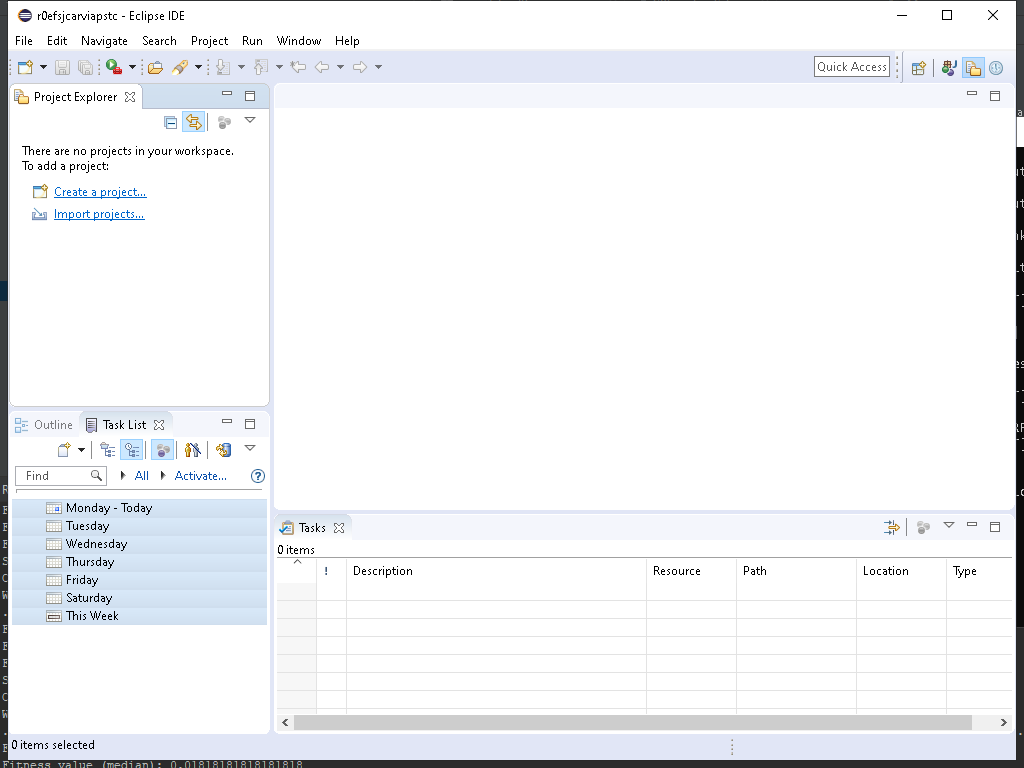 r0efsjcarviapstc - Eclipse IDE
File Edit Navigate Search Project Run Window Help
Quick Access
Project Explorer
There are no projects in your workspace.
To add a project:
Create a project...
Import projects...
Outline Task List
Find All Activate...
Monday - Today
Tuesday
Wednesday
Thursday
Friday
Saturday
This Week
Tasks
0 items
! Description Resource Path Location Type
0 items selected
Fitness value (median): 0.01818181818181818